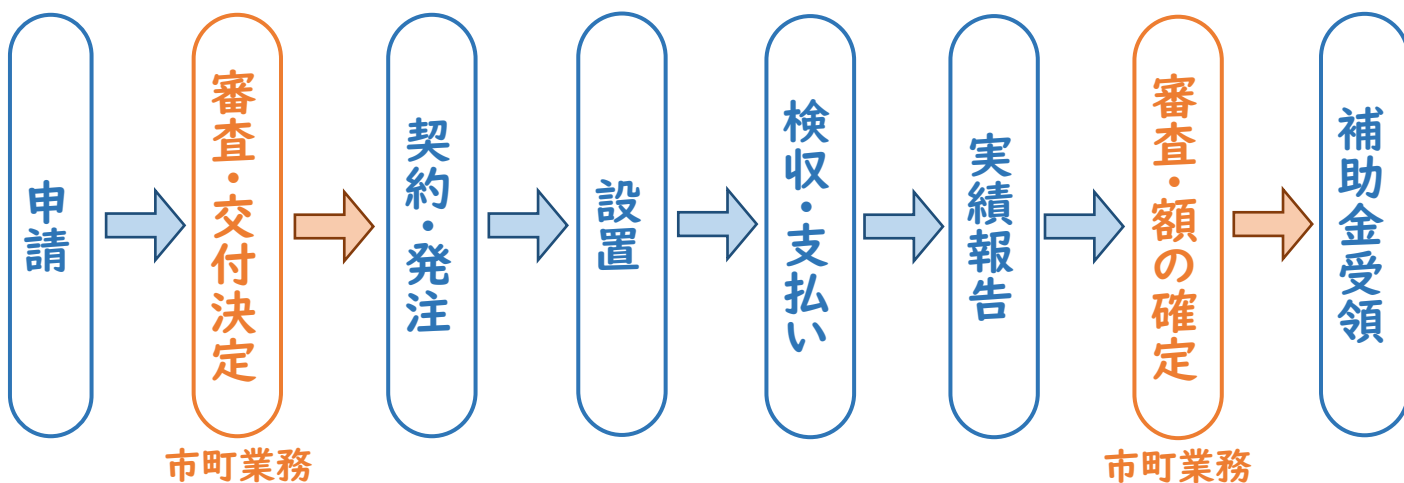 申請
審査・交付決定
契約・発注
設置
検収・支払い
実績報告
審査・額の確定
補助金受領
市町業務
市町業務